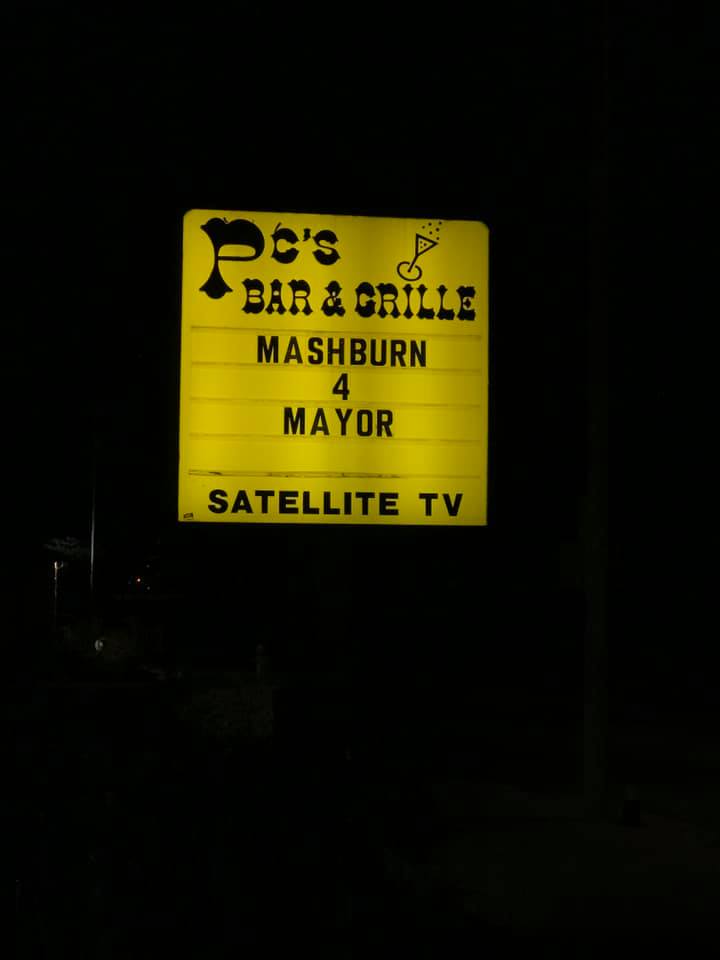 Pc's
BAR & GRILLE
MASHBURN
4
MAYOR
SATELLITE TV